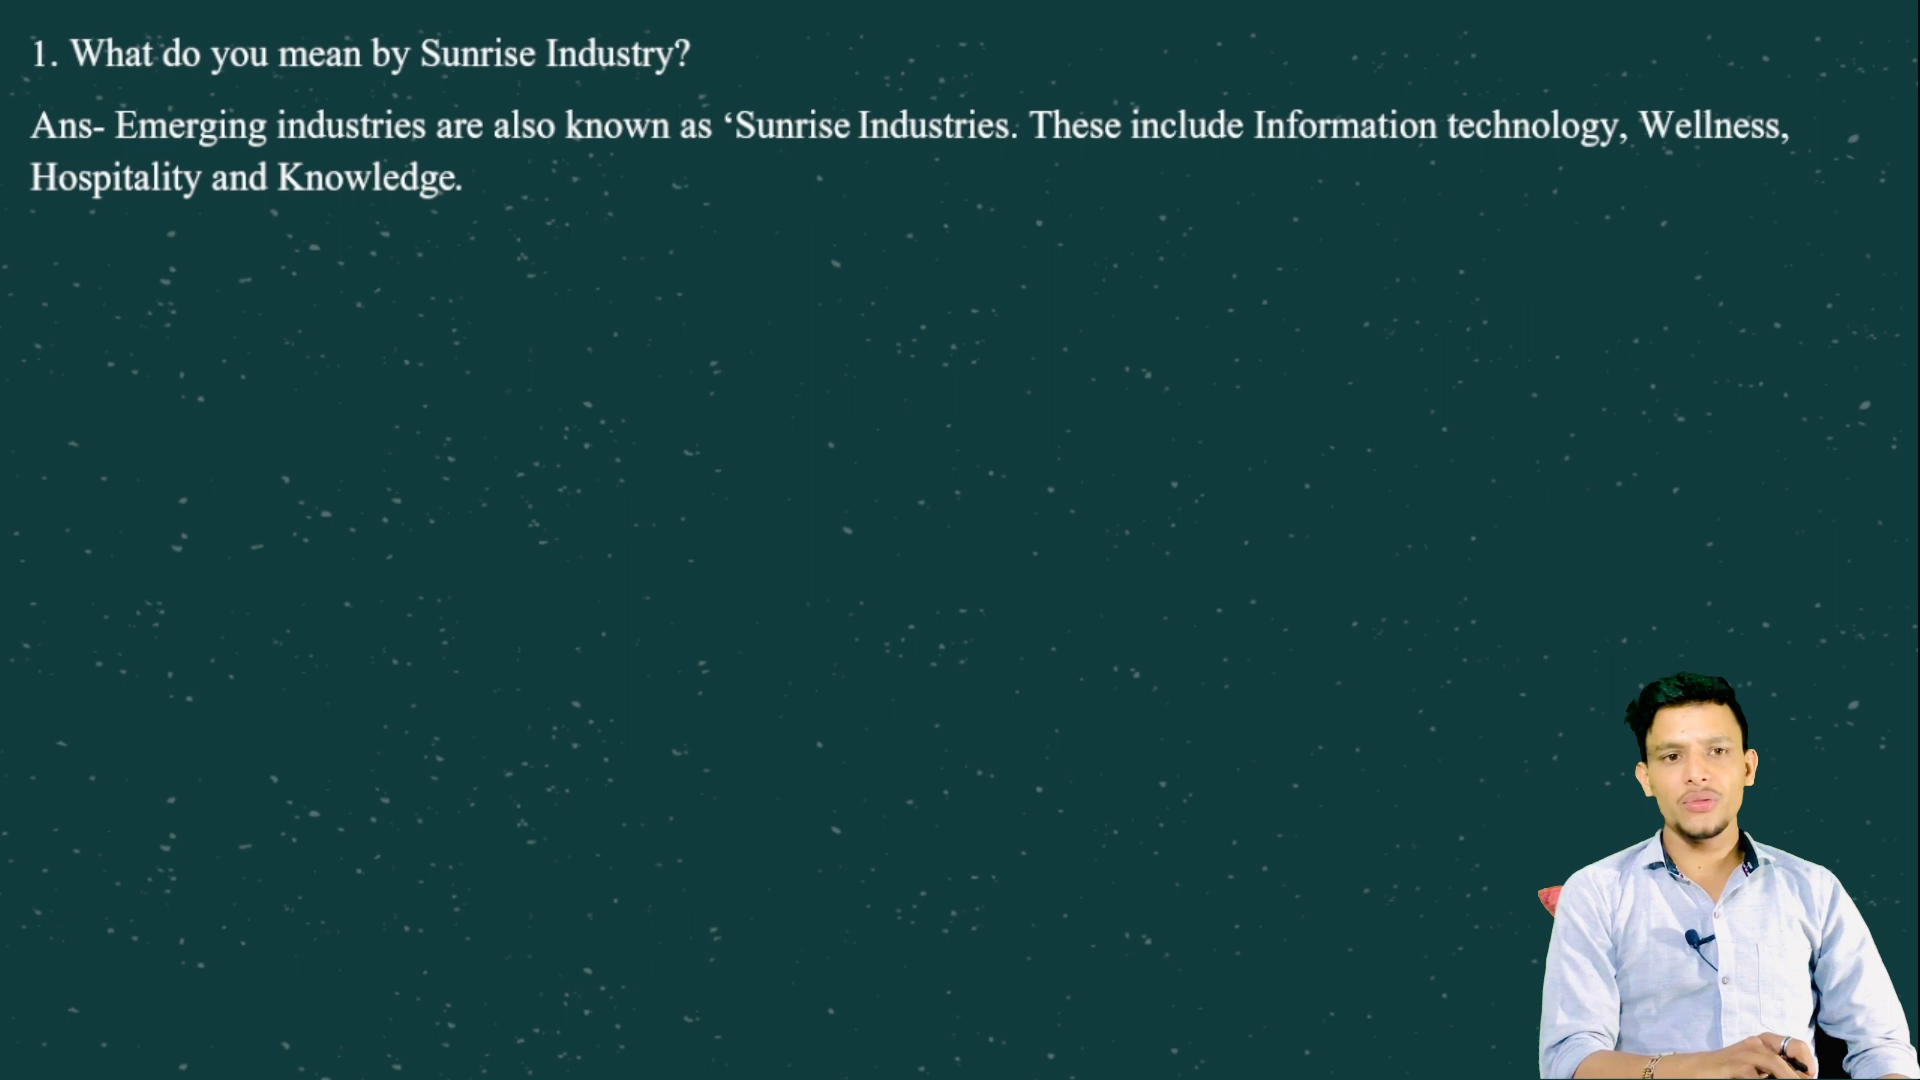 1. What do you mean by Sunrise Industry?
Ans- Emerging industries are also known as ‘Sunrise Industries. These include Information technology, Wellness,
Hospitality and Knowledge.